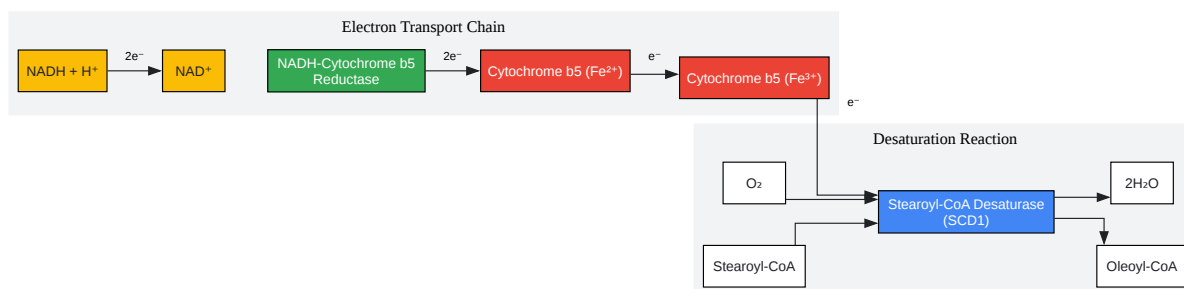 Electron Transport Chain
NADH + H⁺
2e⁻
NAD⁺
NADH-Cytochrome b5
Reductase
2e⁻
Cytochrome b5 (Fe²⁺)
e⁻
Cytochrome b5 (Fe³⁺)
e⁻
Desaturation Reaction
O₂
Stearoyl-CoA Desaturase
(SCD1)
2H₂O
Stearoyl-CoA
Oleoyl-CoA